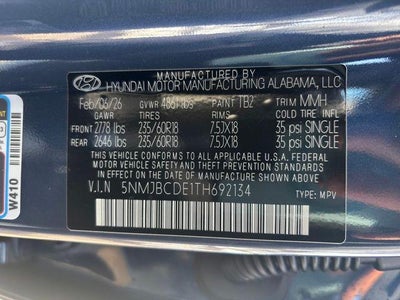 MANUFACTURED BY
HYUNDAI MOTOR MANUFACTURING ALABAMA, LLC
Feb/06/26 GVWR 4861 lbs PAINT TB2 TRIM MMH
GAWR TIRES RIMS COLD TIRE INF.
FRONT 2778 lbs 235/60R18 7.5JX18 35 psi SINGLE
REAR 2646 lbs 235/60R18 7.5JX18 35 psi SINGLE
THIS VEHICLE CONFORMS TO ALL APPLICABLE U.S.A. FEDERAL
MOTOR VEHICLE SAFETY AND THEFT PREVENTION
STANDARDS IN EFFECT ON THE DATE OF
MANUFACTURE SHOWN ABOVE.
V.I.N 5NMJBCDE1TH692134 TYPE: MPV
W410